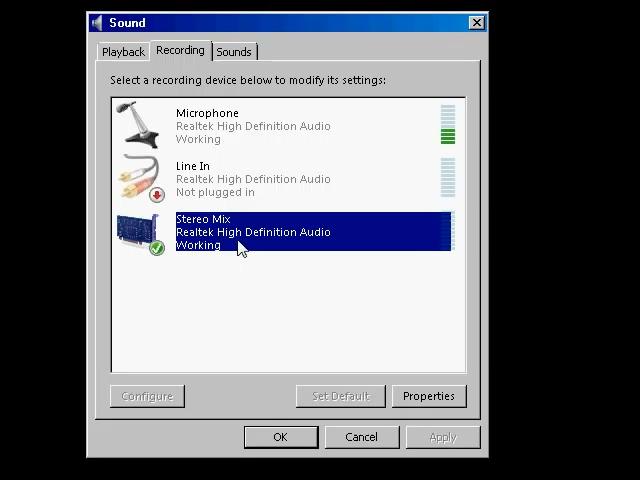 Sound
Playback
Recording
Sounds
Select a recording device below to modify its settings:
Microphone
Realtek High Definition Audio
Working
Line In
Realtek High Definition Audio
Not plugged in
Stereo Mix
Realtek High Definition Audio
Working
Configure
Set Default
Properties
OK
Cancel
Apply